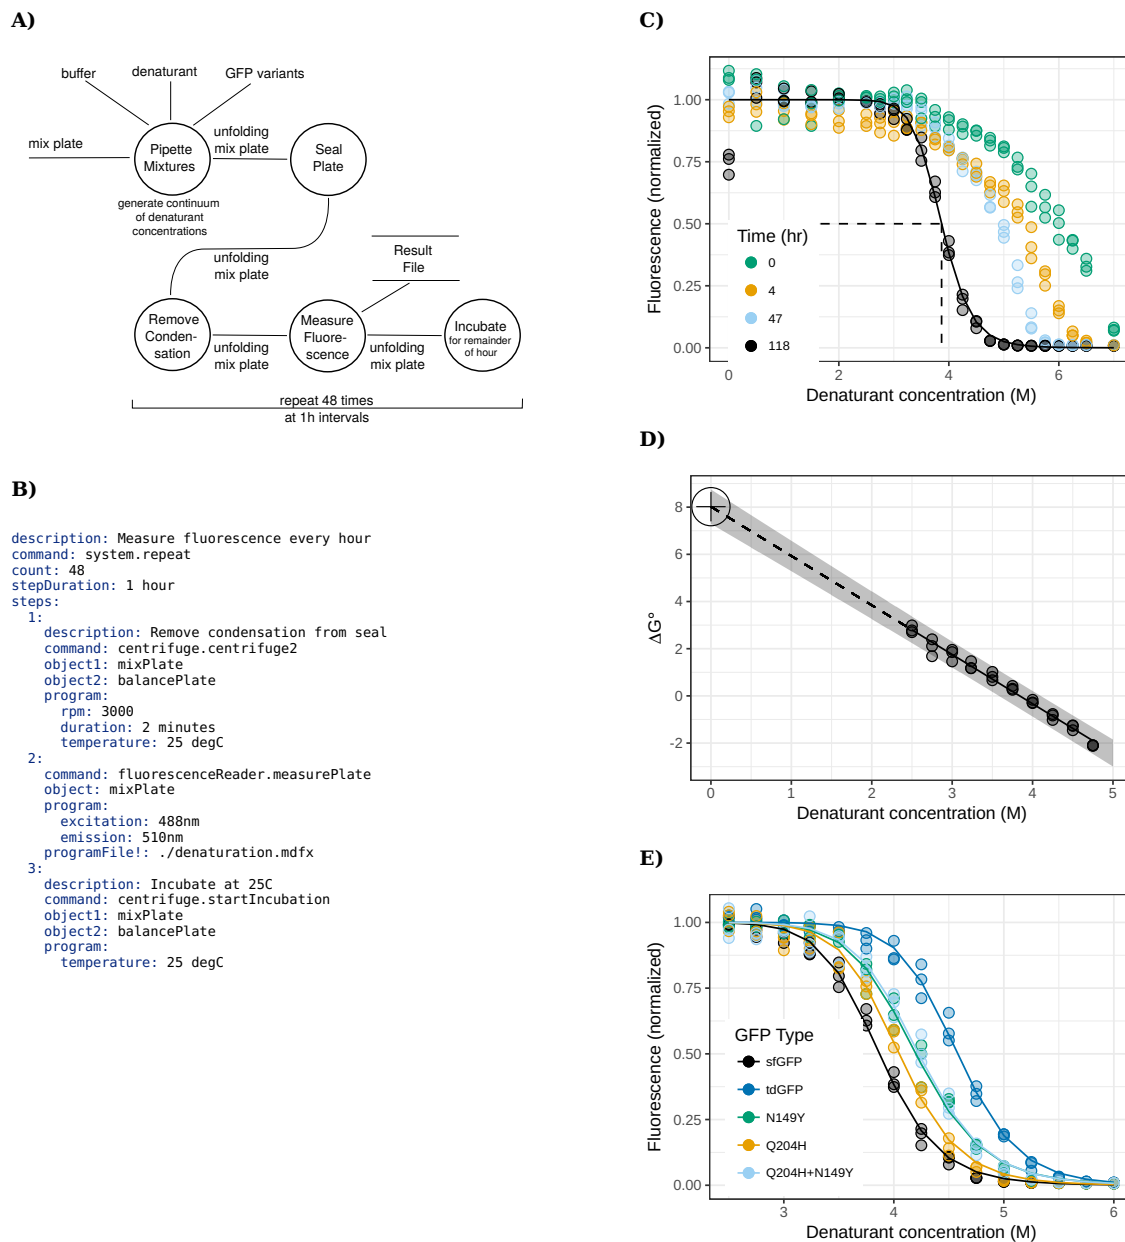 A)
buffer
denaturant
GFP variants
mix plate
Pipette
Mixtures
unfolding
mix plate
Seal
Plate
generate continuum
of denaturant
concentrations
unfolding
mix plate
Result
File
Remove
Conden-
sation
unfolding
mix plate
Measure
Fluore-
scence
unfolding
mix plate
Incubate
for remainder
of hour
repeat 48 times
at 1h intervals
B)
description: Measure fluorescence every hour
command: system.repeat
count: 48
stepDuration: 1 hour
steps:
1:
description: Remove condensation from seal
command: centrifuge.centrifuge2
object1: mixPlate
object2: balancePlate
program:
rpm: 3000
duration: 2 minutes
temperature: 25 degC
2:
command: fluorescenceReader.measurePlate
object: mixPlate
program:
excitation: 488nm
emission: 510nm
programFile!: ./denaturation.mdfx
3:
description: Incubate at 25C
command: centrifuge.startIncubation
object1: mixPlate
object2: balancePlate
program:
temperature: 25 degC
C)
Fluorescence (normalized)
1.00
0.75
0.50
0.25
0.00
Time (hr)
0
4
47
118
0 2 4 6
Denaturant concentration (M)
D)
ΔG°
8
6
4
2
0
-2
0 1 2 3 4 5
Denaturant concentration (M)
E)
Fluorescence (normalized)
1.00
0.75
0.50
0.25
0.00
GFP Type
sfGFP
tdGFP
N149Y
Q204H
Q204H+N149Y
3 4 5 6
Denaturant concentration (M)